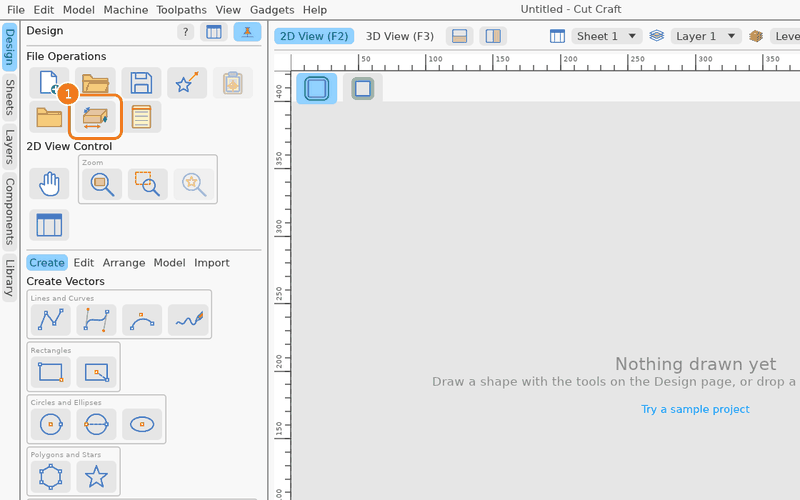 File Edit Model Machine Toolpaths View Gadgets Help
Untitled - Cut Craft
Design
?
2D View (F2) 3D View (F3)
Sheet 1
Layer 1
Leve
Design
Sheets
Layers
Components
Library
File Operations
1
2D View Control
Zoom
Create Edit Arrange Model Import
Create Vectors
Lines and Curves
Rectangles
Circles and Ellipses
Polygons and Stars
50 100 150 200 250 300 350
400
350
300
250
200
150
Nothing drawn yet
Draw a shape with the tools on the Design page, or drop a
Try a sample project